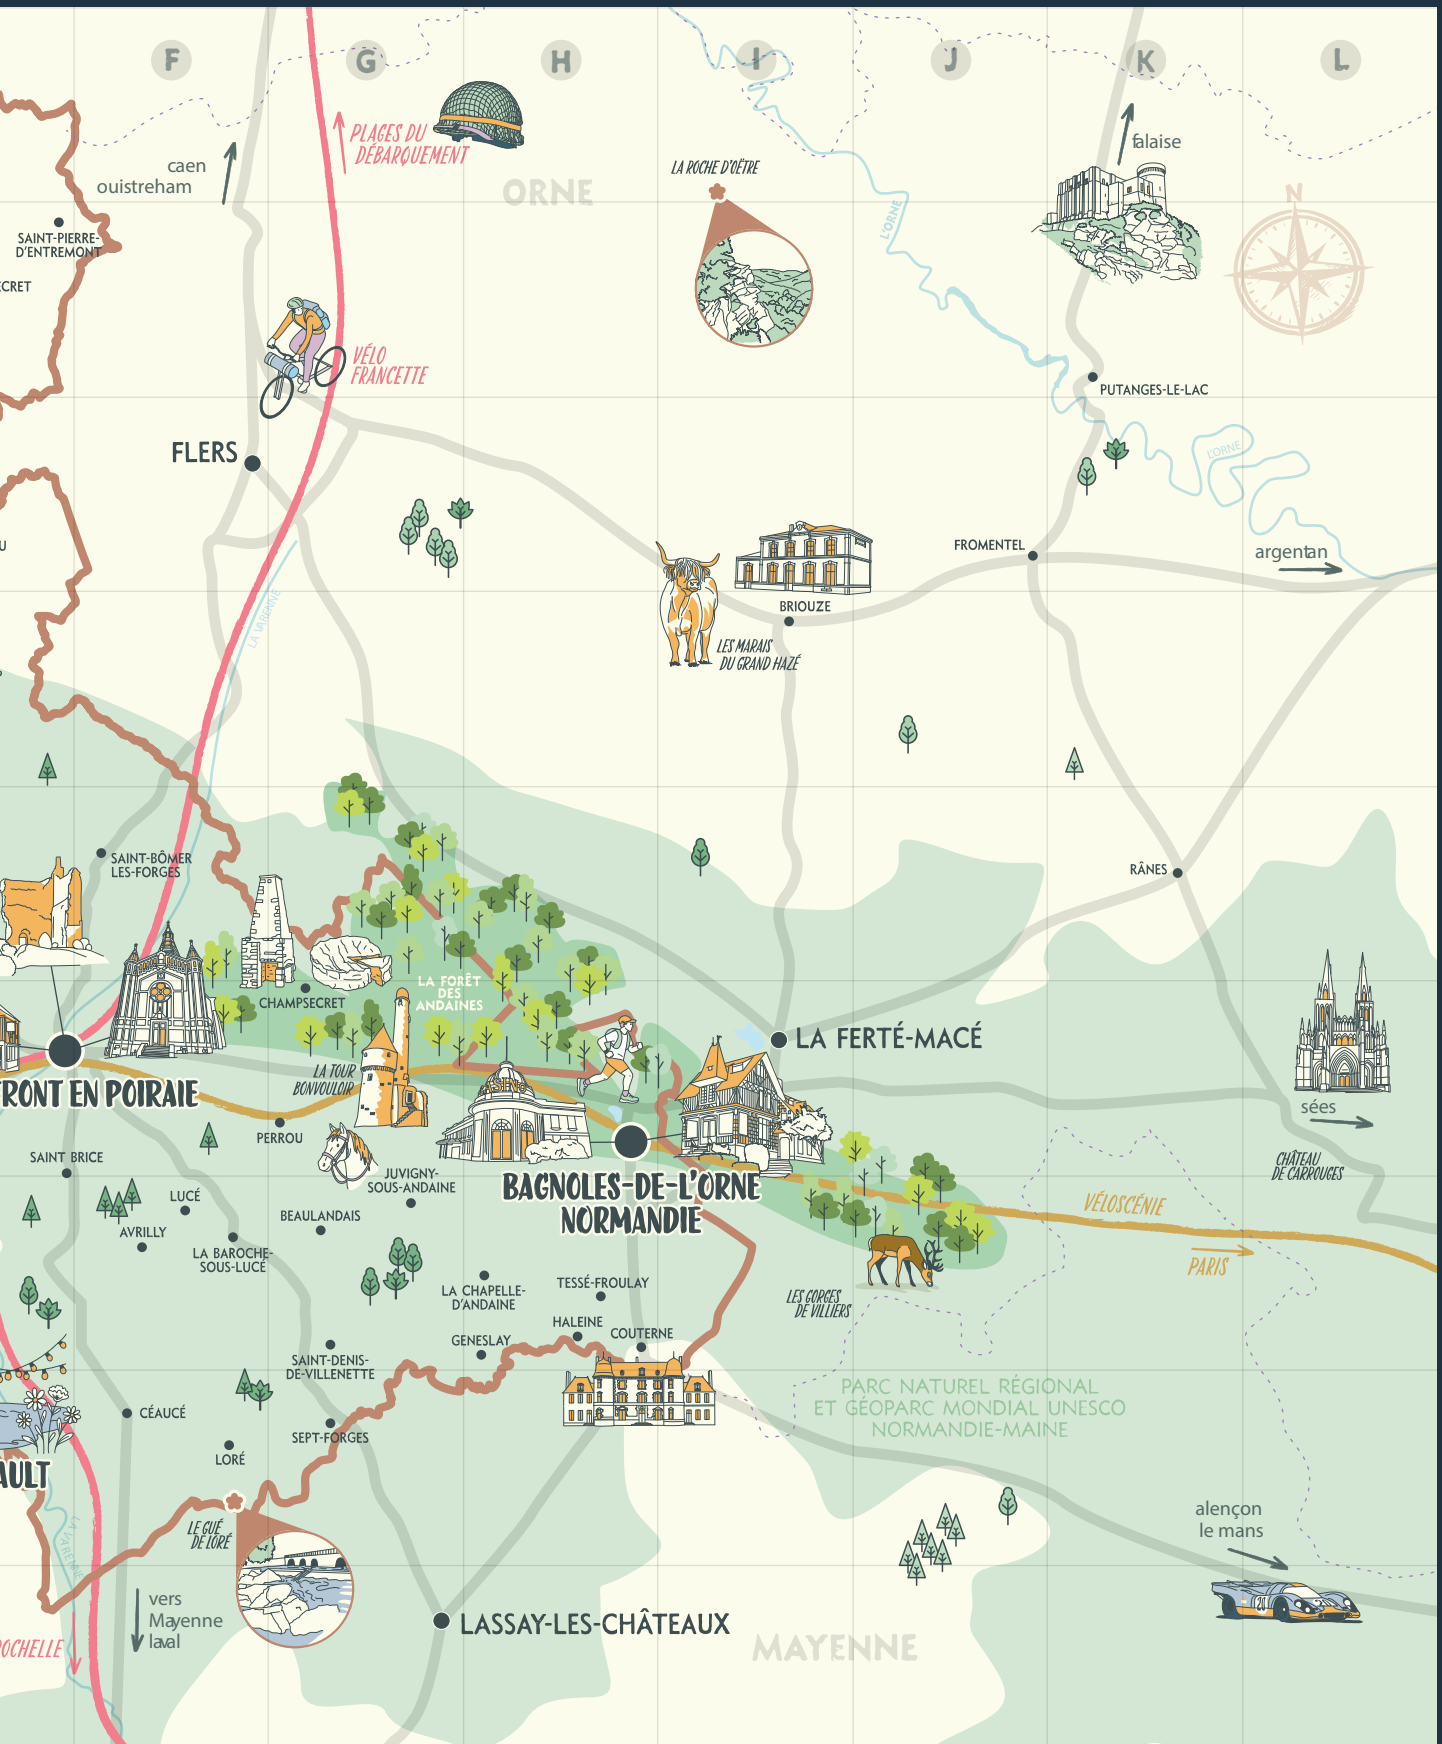 F
G
H
I
J
K
L
PLAGES DU
DÉBARQUEMENT
caen
ouistreham
ORNE
LA ROCHE D'OËTRE
falaise
N
L'ORNE
SAINT-PIERRE-
D'ENTREMONT
VÉLO
FRANCETTE
PUTANGES-LE-LAC
FLERS
L'ORNE
FROMENTEL
argentan
BRIOUZE
LA VARENNE
LES MARAIS
DU GRAND HAZÉ
SAINT-BÔMER
LES-FORGES
RÂNES
LA FORÊT
DES
ANDAINES
CHAMPSECRET
LA FERTÉ-MACÉ
LA TOUR
BONVOULOIR
FRONT EN POIRAIE
sées
PERROU
CHÂTEAU
DE CARROUGES
SAINT BRICE
JUVIGNY-
SOUS-ANDAINE
BAGNOLES-DE-L'ORNE
NORMANDIE
LUCÉ
VÉLOSCÉNIE
BEAULANDAIS
AVRILLY
LA BAROCHE-
SOUS-LUCÉ
PARIS
TESSÉ-FROULAY
LA CHAPELLE-
D'ANDAINE
LES GORGES
DE VILLIERS
HALEINE
COUTERNE
GENESLAY
SAINT-DENIS-
DE-VILLENETTE
PARC NATUREL RÉGIONAL
ET GÉOPARC MONDIAL UNESCO
NORMANDIE-MAINE
CÉAUCÉ
SEPT-FORGES
LORÉ
AULT
alençon
le mans
LE GUÉ
DE LORÉ
LA VARENNE
vers
Mayenne
laval
LASSAY-LES-CHÂTEAUX
ROCHELLE
MAYENNE